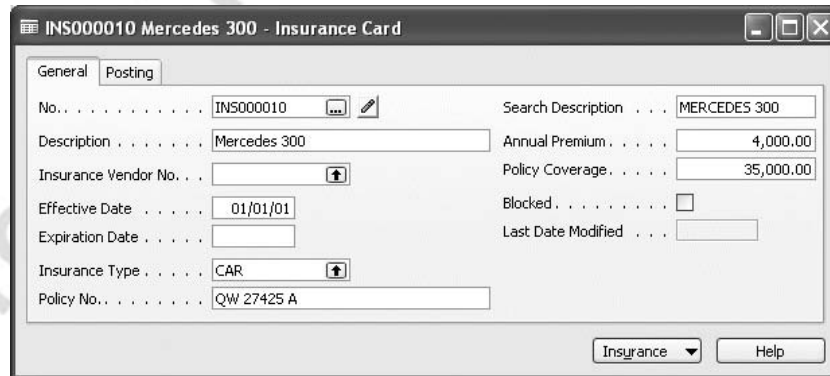 INS000010 Mercedes 300 - Insurance Card
General Posting
No.. . . . . . . . . . . . INS000010 ...
Description . . . . . . . Mercedes 300
Insurance Vendor No. . .
Effective Date . . . . . 01/01/01
Expiration Date . . . . .
Insurance Type . . . . . CAR
Policy No.. . . . . . . . . QW 27425 A
Search Description . . . MERCEDES 300
Annual Premium. . . . . 4,000.00
Policy Coverage. . . . . 35,000.00
Blocked . . . . . . . . .
Last Date Modified . . .
Insurance Help